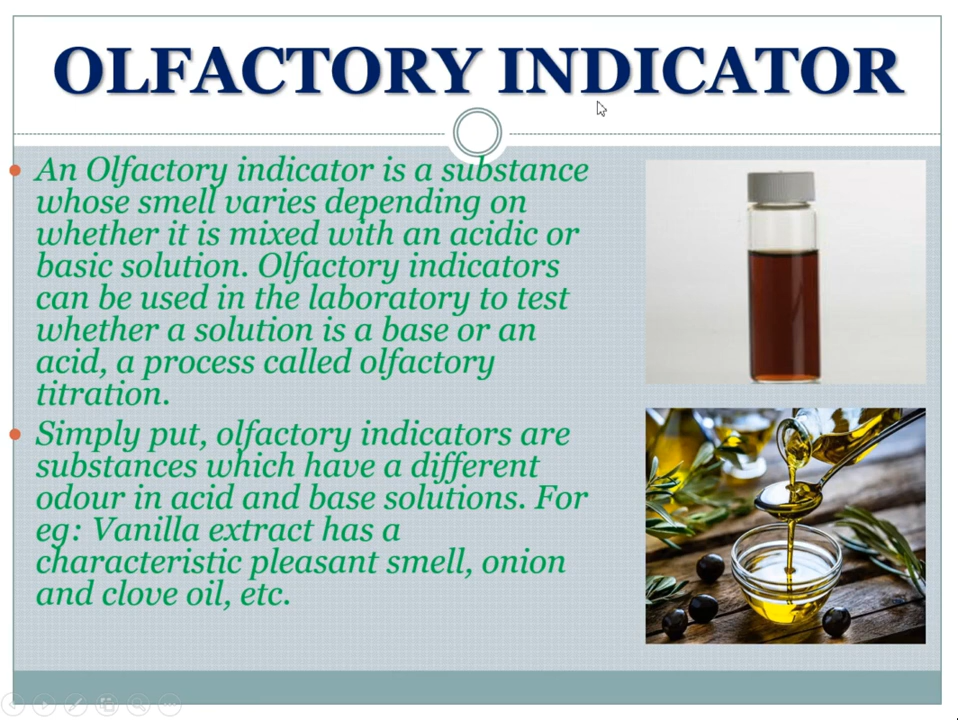 OLFACTORY INDICATOR
An Olfactory indicator is a substance
whose smell varies depending on
whether it is mixed with an acidic or
basic solution. Olfactory indicators
can be used in the laboratory to test
whether a solution is a base or an
acid, a process called olfactory
titration.
Simply put, olfactory indicators are
substances which have a different
odour in acid and base solutions. For
eg: Vanilla extract has a
characteristic pleasant smell, onion
and clove oil, etc.